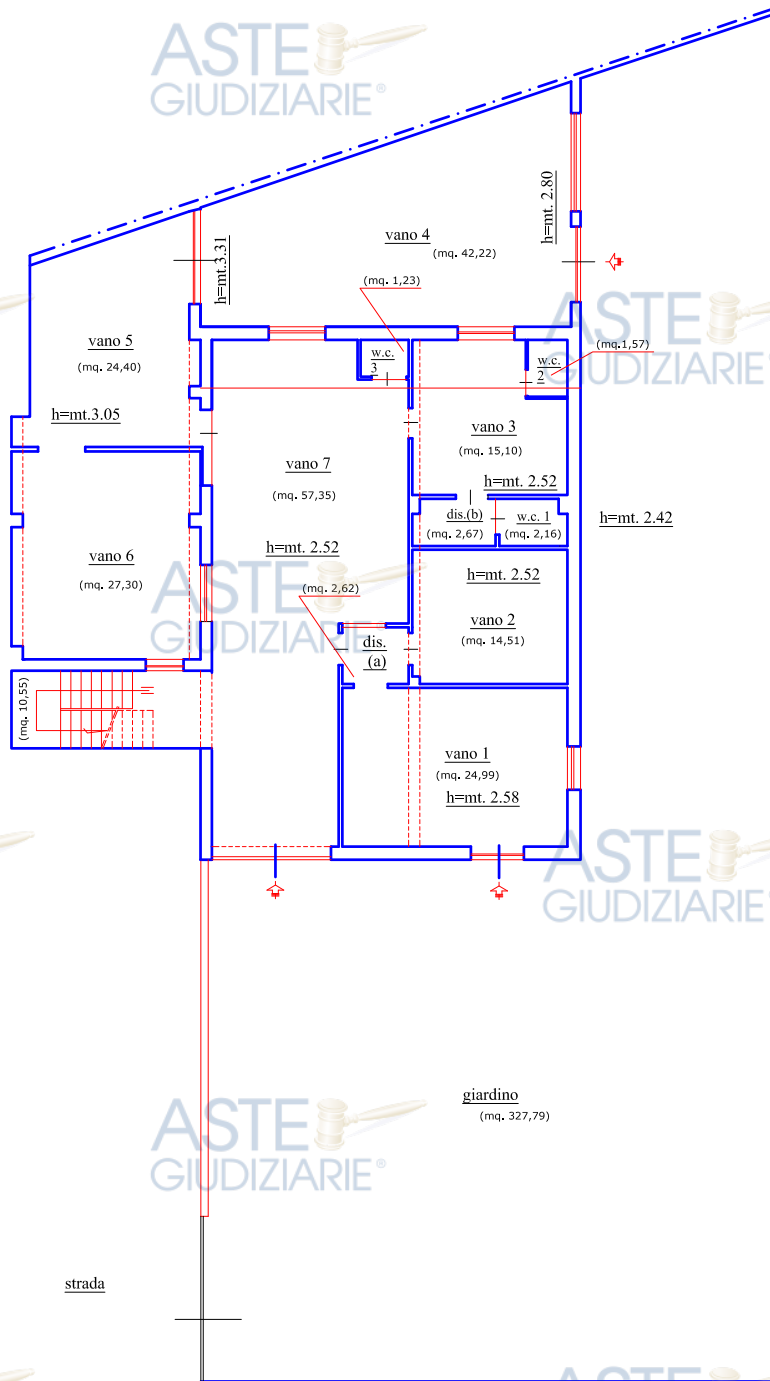 ASTE
GIUDIZIARIE®
h=mt. 2.80
vano 4
(mq. 42,22)
h=mt.3.31
(mq. 1,23)
ASTE
GIUDIZIARIE
vano 5
(mq. 24,40)
w.c.
3
w.c.
2
(mq.1,57)
h=mt.3.05
vano 3
(mq. 15,10)
h=mt. 2.52
vano 7
(mq. 57,35)
dis.(b)
(mq. 2,67)
w.c. 1
(mq. 2,16)
h=mt. 2.42
h=mt. 2.52
vano 6
(mq. 27,30)
ASTE
GIUDIZIARIE®
(mq. 2,62)
h=mt. 2.52
vano 2
(mq. 14,51)
dis.
(a)
(mq. 10,55)
vano 1
(mq. 24,99)
h=mt. 2.58
ASTE
GIUDIZIARIE
giardino
(mq. 327,79)
ASTE
GIUDIZIARIE®
strada
ASTE